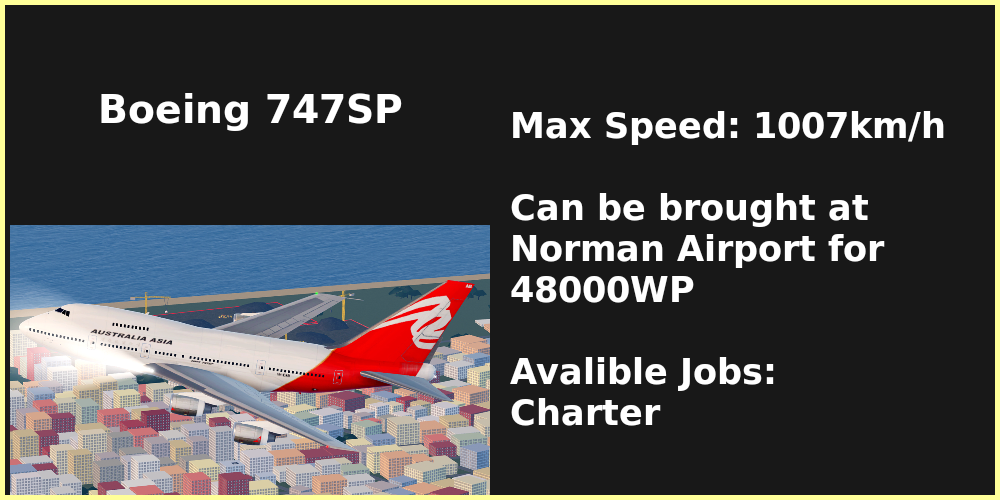 Boeing 747SP
Max Speed: 1007km/h
Can be brought at
Norman Airport for
48000WP
Avalible Jobs:
Charter
AUSTRALIA ASIA